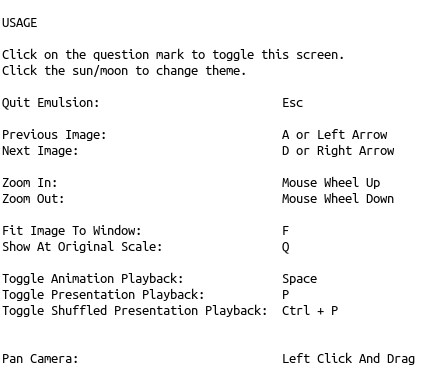 USAGE
Click on the question mark to toggle this screen.
Click the sun/moon to change theme.
Quit Emulsion: Esc
Previous Image: A or Left Arrow
Next Image: D or Right Arrow
Zoom In: Mouse Wheel Up
Zoom Out: Mouse Wheel Down
Fit Image To Window: F
Show At Original Scale: Q
Toggle Animation Playback: Space
Toggle Presentation Playback: P
Toggle Shuffled Presentation Playback: Ctrl + P
Pan Camera: Left Click And Drag